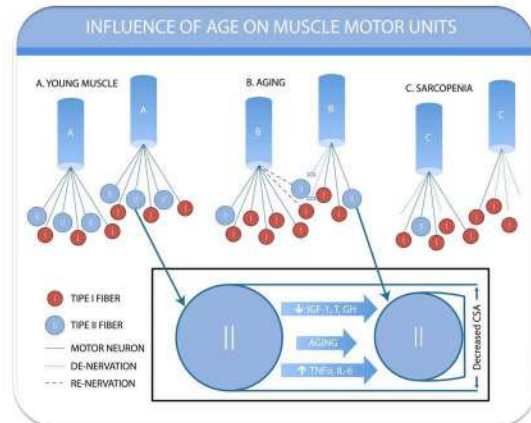 INFLUENCE OF AGE ON MUSCLE MOTOR UNITS
A. YOUNG MUSCLE
B. AGING
C. SARCOPENIA
A
A
B
B
C
C
I
TIPE I FIBER
II
TIPE II FIBER
MOTOR NEURON
DE-NERVATION
RE-NERVATION
II
↓ IGF-1, T, GH
AGING
↑ TNFα, IL-6
II
Decreased CSA